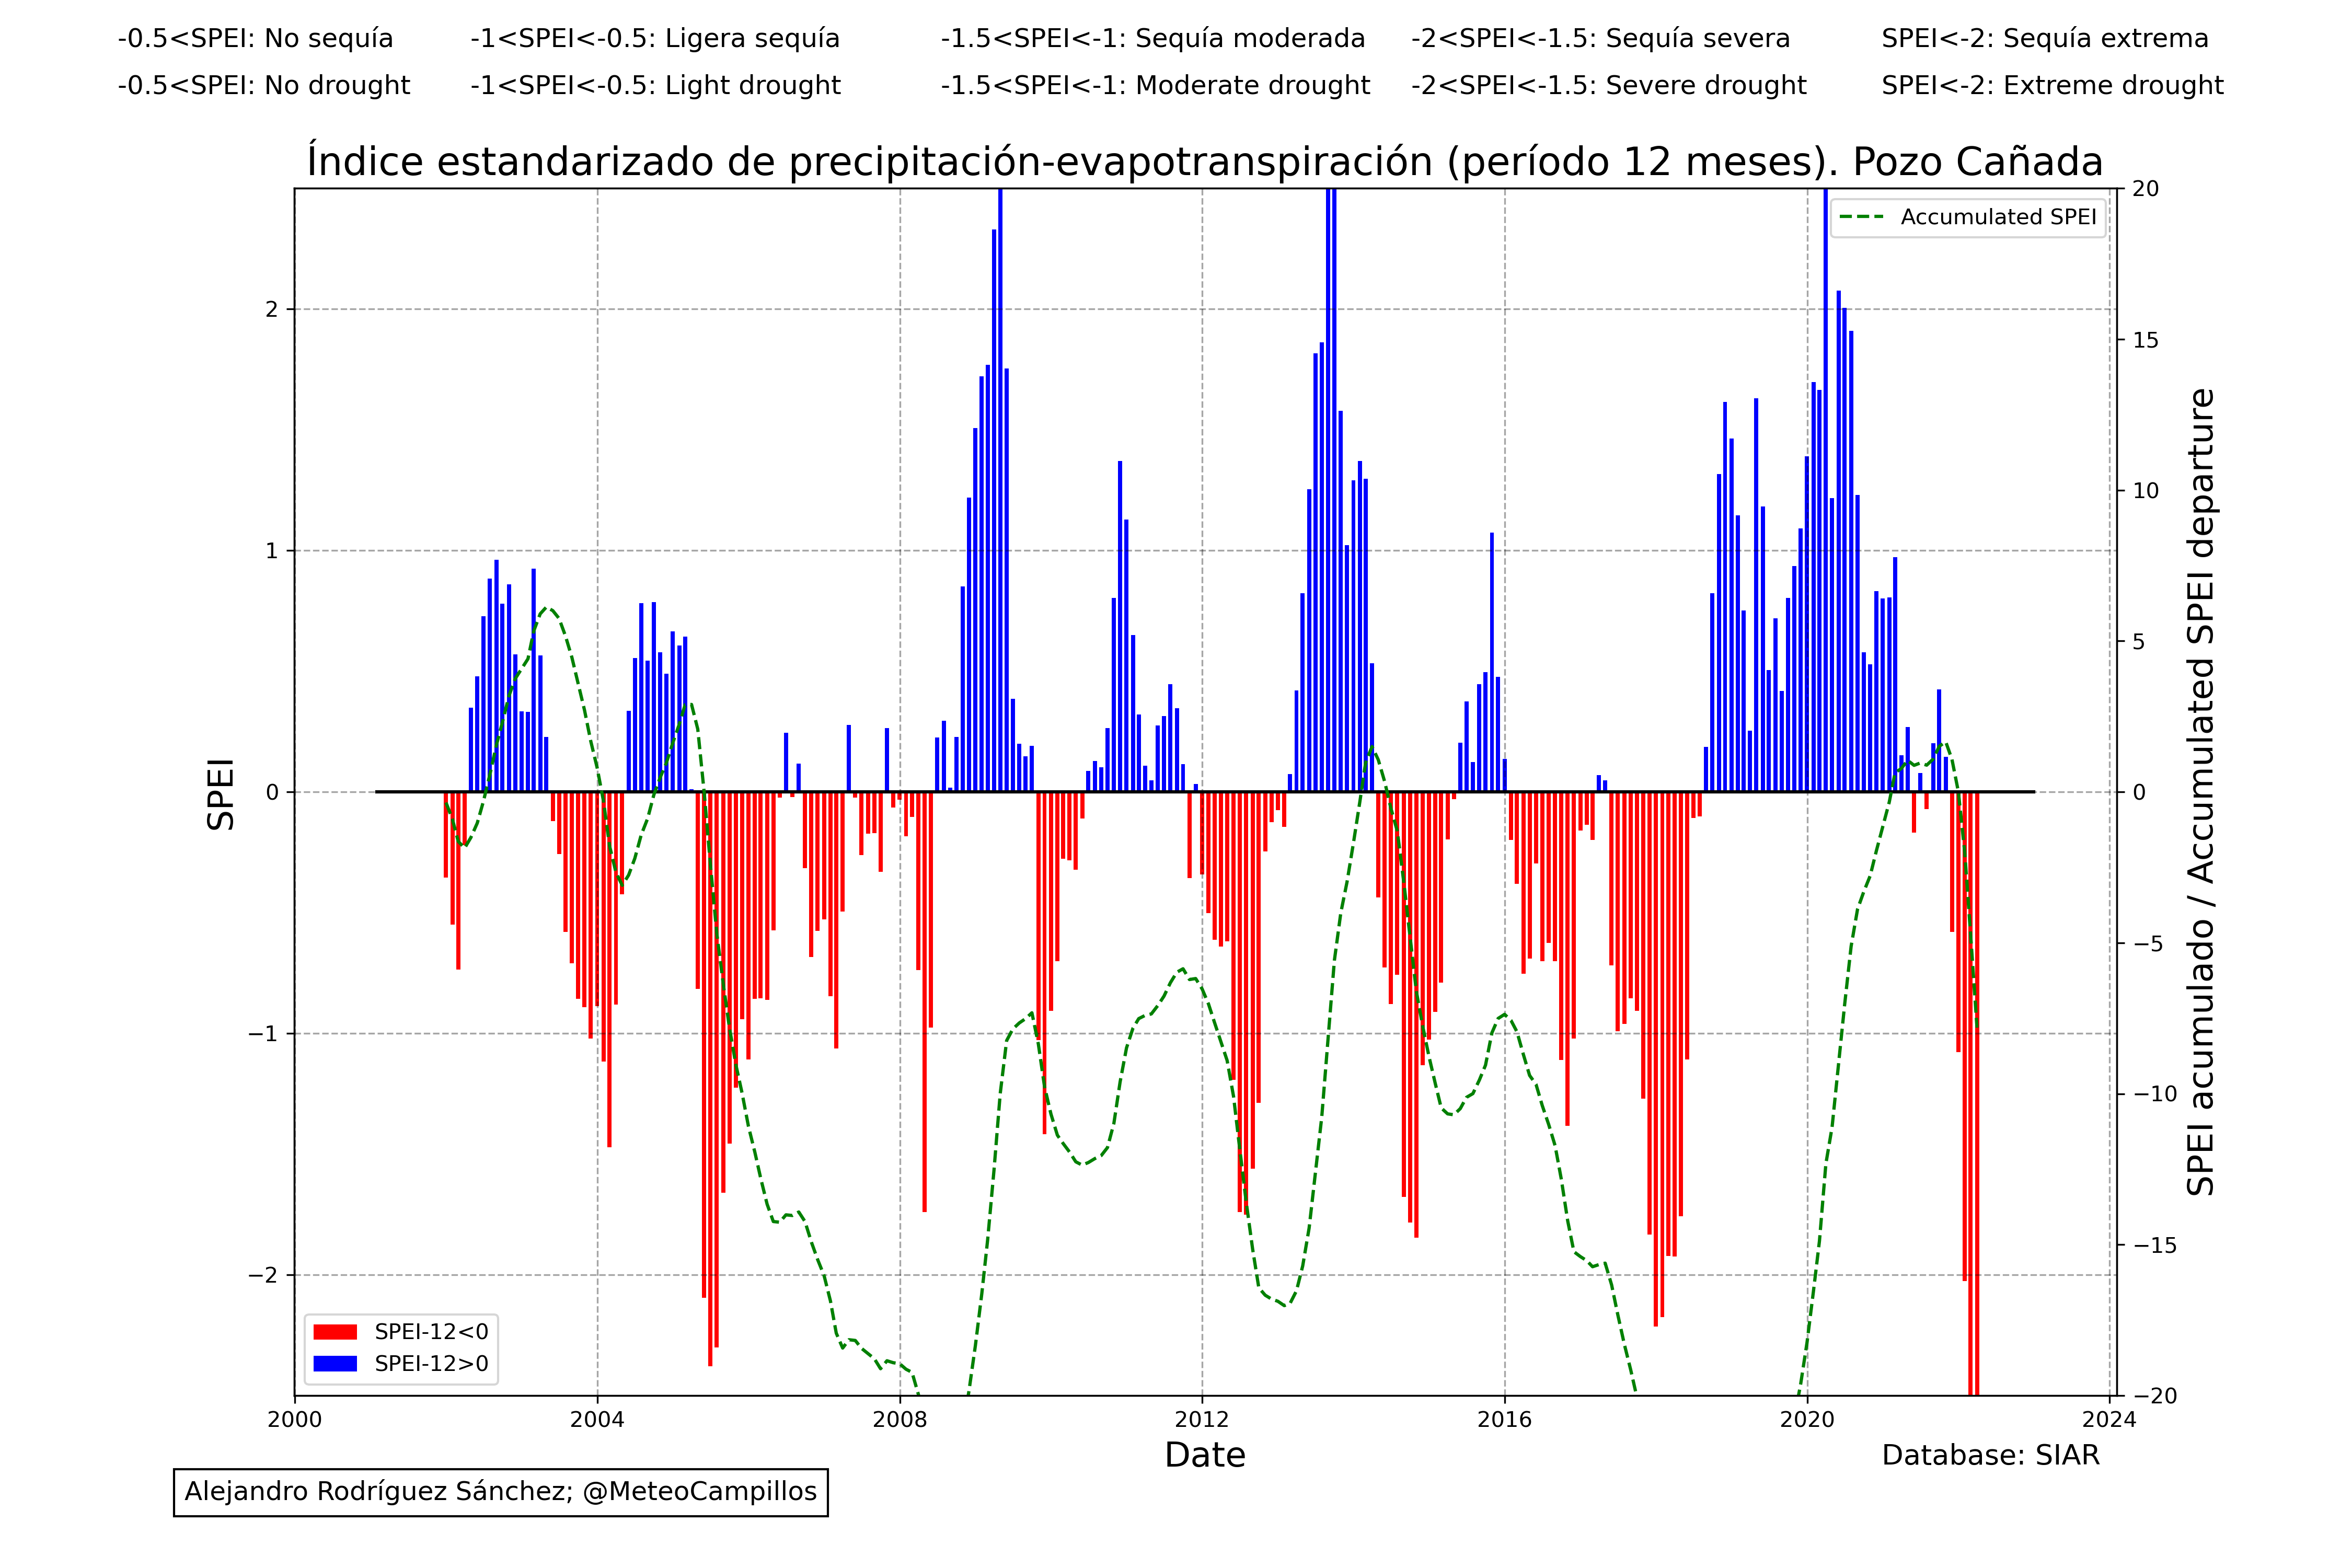 -0.5<SPEI: No sequía -1<SPEI<-0.5: Ligera sequía -1.5<SPEI<-1: Sequía moderada -2<SPEI<-1.5: Sequía severa SPEI<-2: Sequía extrema
-0.5<SPEI: No drought -1<SPEI<-0.5: Light drought -1.5<SPEI<-1: Moderate drought -2<SPEI<-1.5: Severe drought SPEI<-2: Extreme drought
Índice estandarizado de precipitación-evapotranspiración (período 12 meses). Pozo Cañada
Accumulated SPEI
SPEI
2
1
0
−1
−2
20
15
10
5
0
−5
−10
−15
−20
SPEI acumulado / Accumulated SPEI departure
SPEI-12<0
SPEI-12>0
2000 2004 2008 2012 2016 2020 2024
Date
Database: SIAR
Alejandro Rodríguez Sánchez; @MeteoCampillos